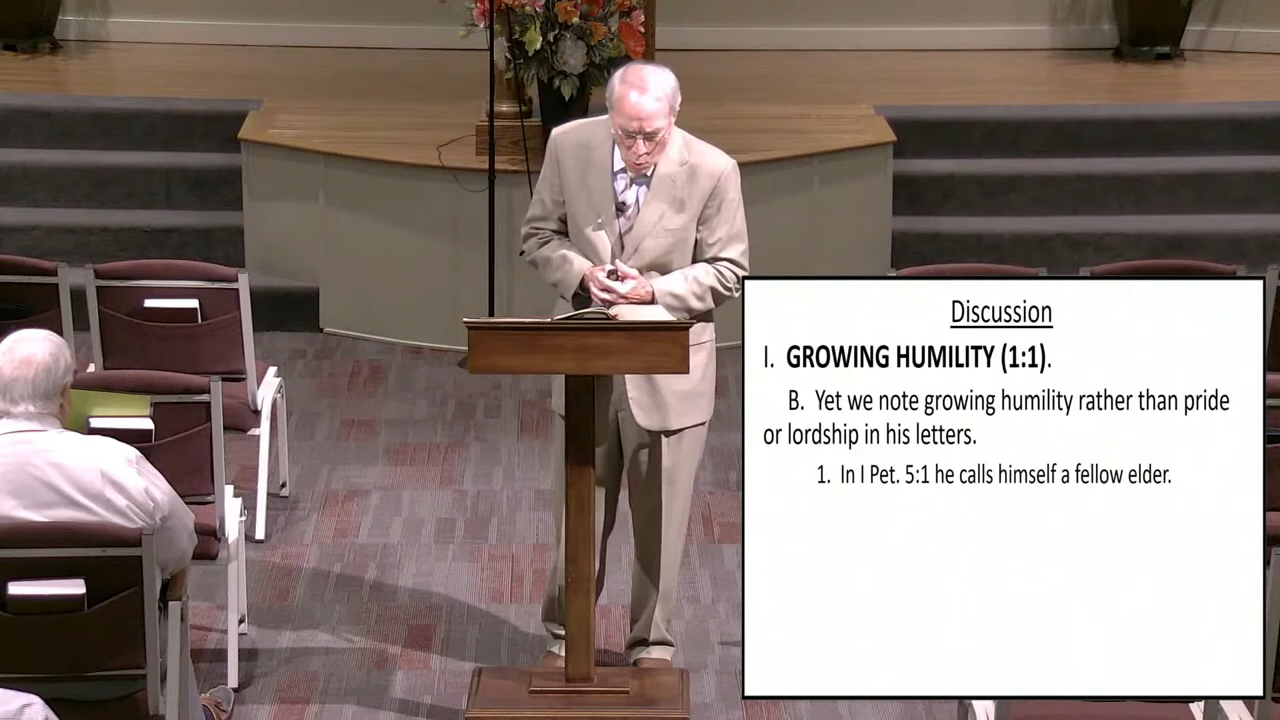 Discussion
I. GROWING HUMILITY (1:1).
B. Yet we note growing humility rather than pride
or lordship in his letters.
1. In I Pet. 5:1 he calls himself a fellow elder.